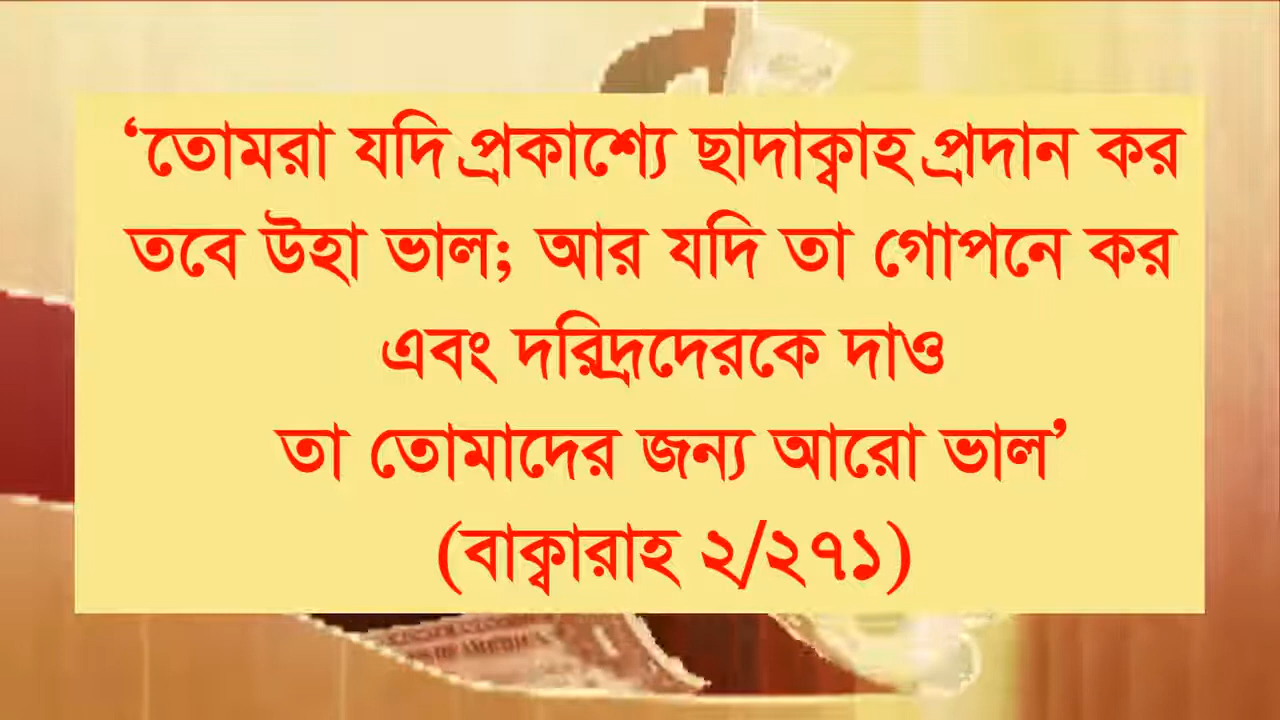 ‘তোমরা যদি প্রকাশ্যে ছাদাক্বাহ প্রদান কর
তবে উহা ভাল; আর যদি তা গোপনে কর
এবং দরিদ্রদেরকে দাও
তা তোমাদের জন্য আরো ভাল’
(বাক্বারাহ ২/২৭১)